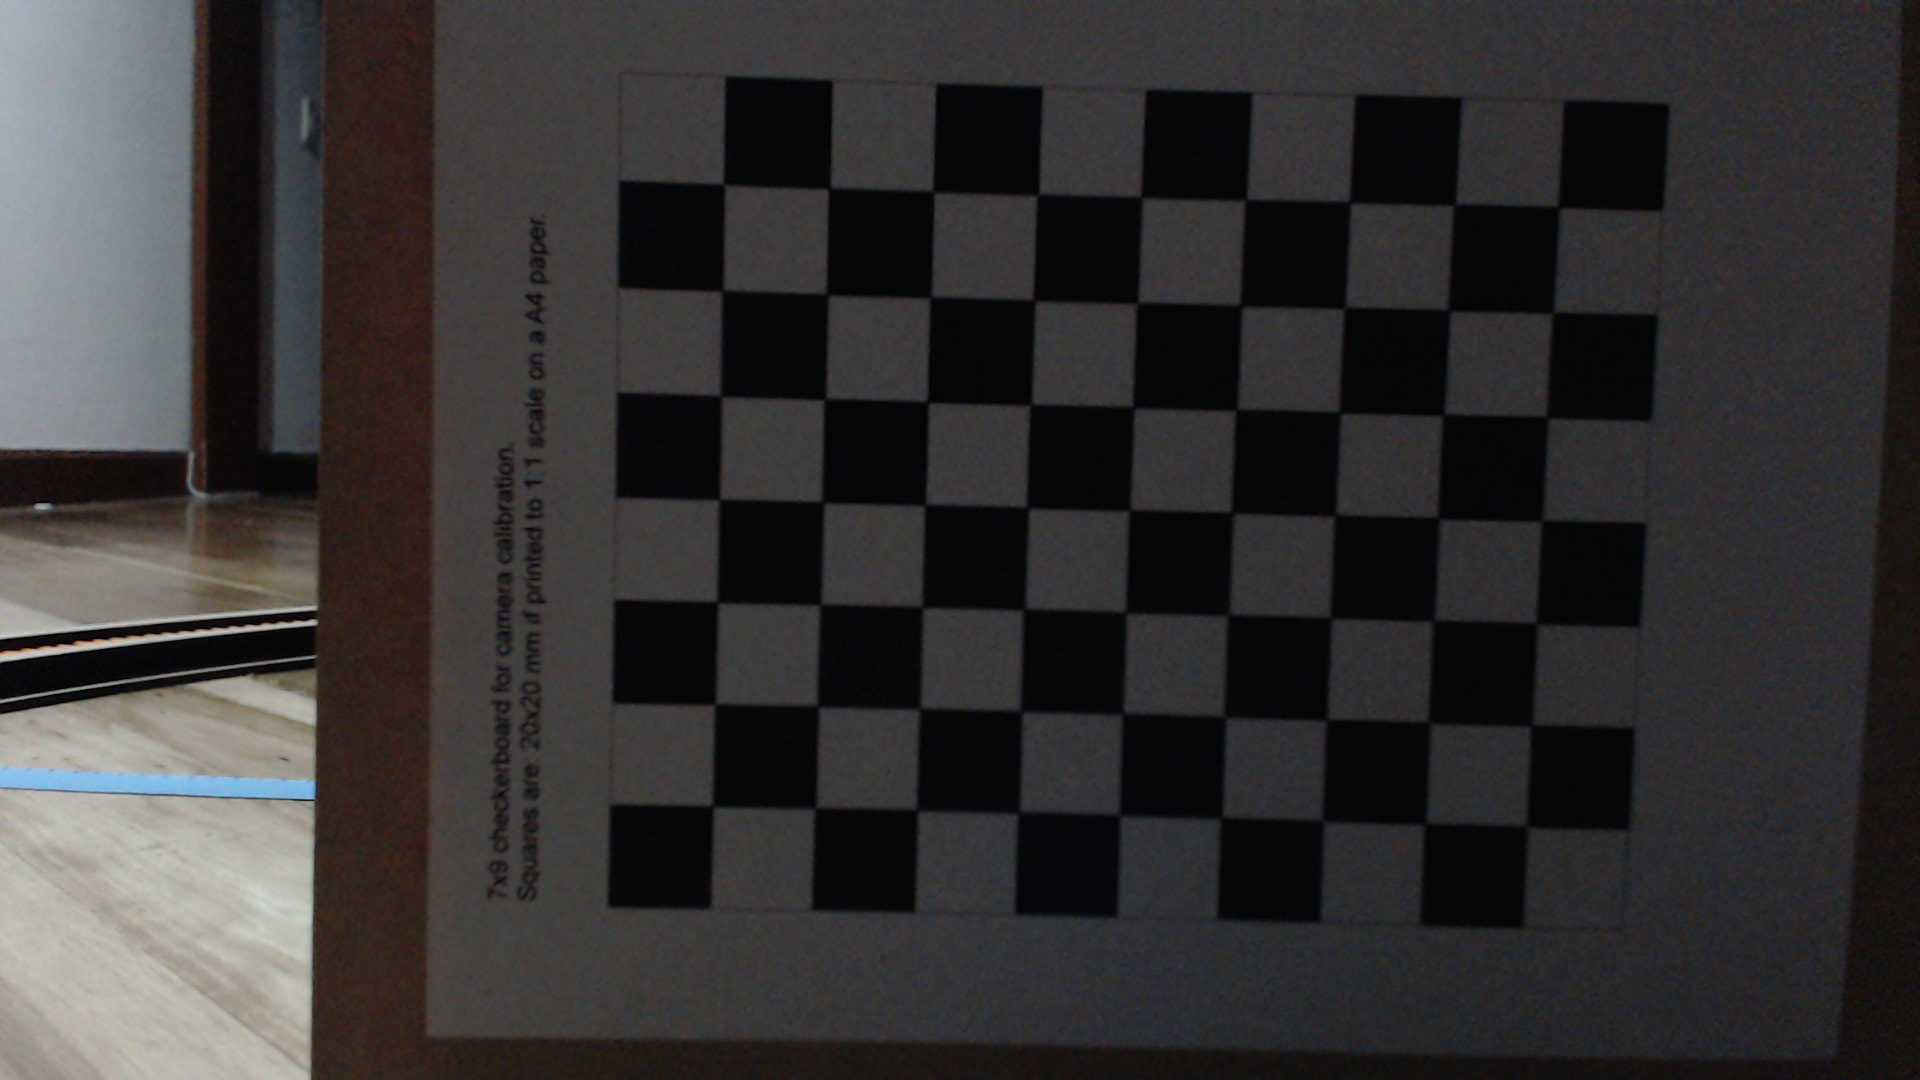 7x9 checkerboard for camera calibration.
Squares are 20x20 mm if printed to 1:1 scale on a A4 paper.